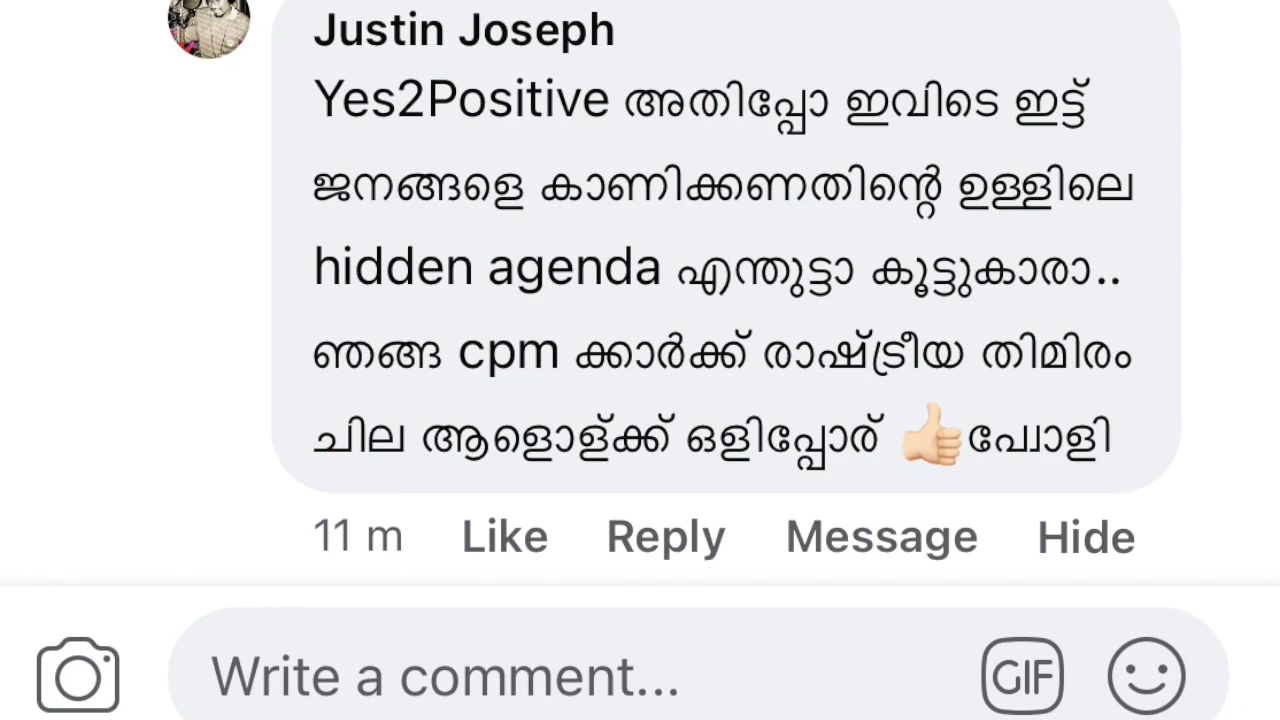 Justin Joseph
Yes2Positive അതിപ്പോ ഇവിടെ ഇട്ട്
ജനങ്ങളെ കാണിക്കണതിന്റെ ഉള്ളിലെ
hidden agenda എന്തുട്ടാ കൂട്ടുകാരാ..
ഞങ്ങ cpm ക്കാർക്ക് രാഷ്ട്രീയ തിമിരം
ചില ആളൊള്ക്ക് ഒളിപ്പോര് 👍🏻പോളി
11 m Like Reply Message Hide
Write a comment... GIF